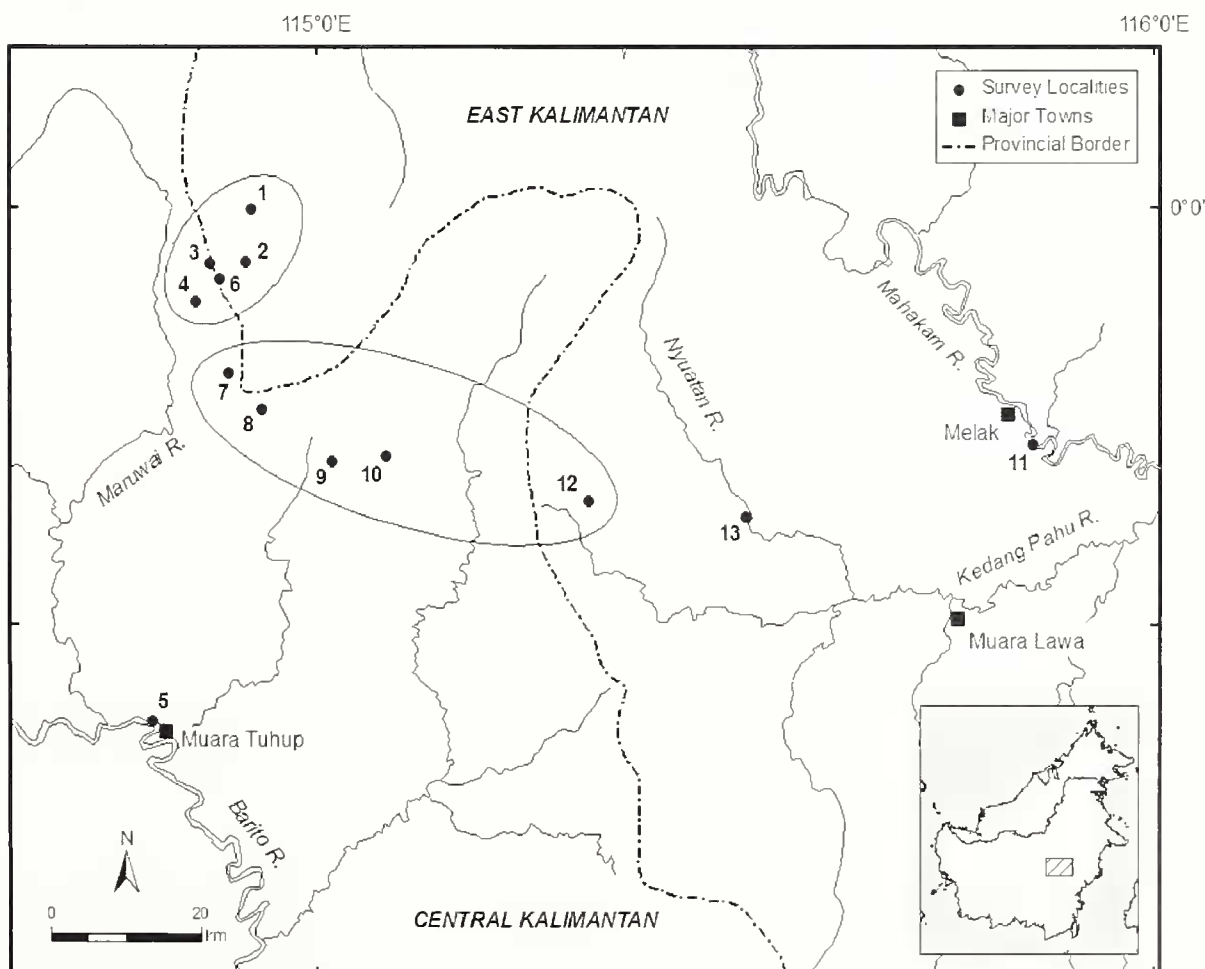 115°0'E
116°0'E
Survey Localities
Major Towns
Provincial Border
EAST KALIMANTAN
0°0'
1
2
3
6
4
Mahakam R.
Nyuatan R.
7
8
Melak
11
Maruwai R.
9
10
12
13
Kedang Pahu R.
Muara Lawa
5
Muara Tuhup
Barito R.
N
0
20
km
CENTRAL KALIMANTAN